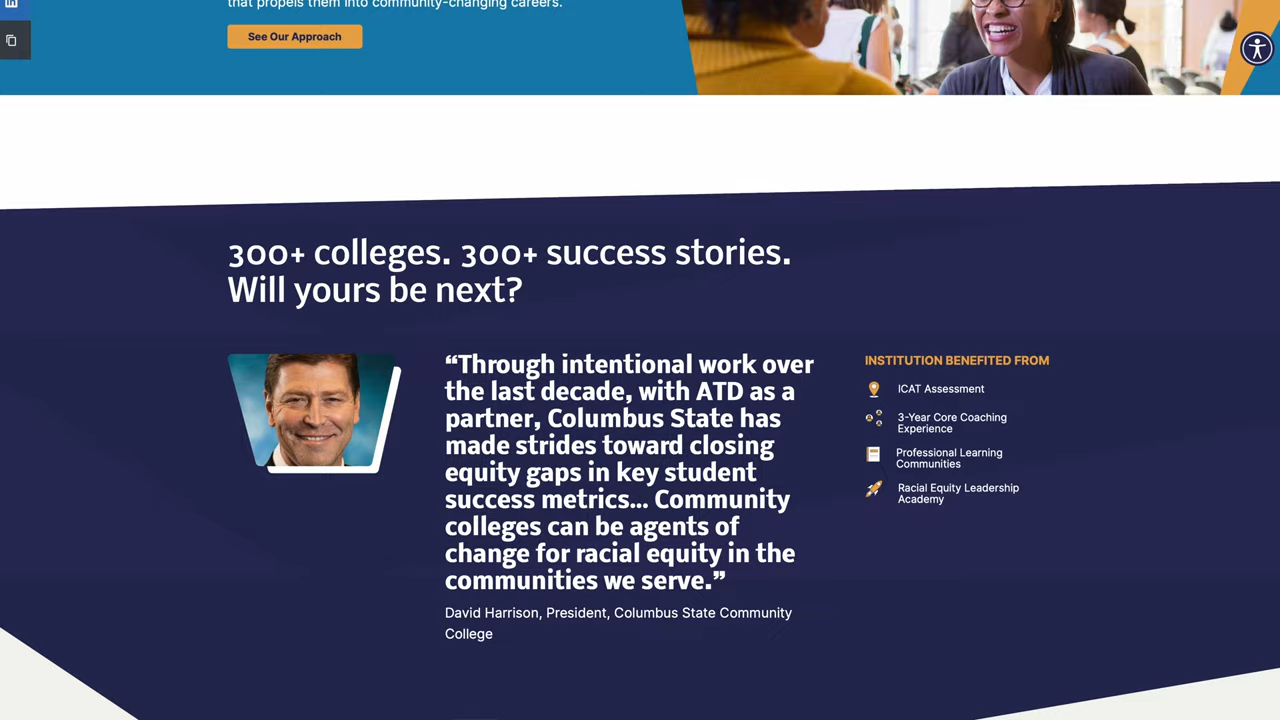 that propels them into community-changing careers.
See Our Approach
300+ colleges. 300+ success stories.
Will yours be next?
“Through intentional work over
the last decade, with ATD as a
partner, Columbus State has
made strides toward closing
equity gaps in key student
success metrics... Community
colleges can be agents of
change for racial equity in the
communities we serve.”
David Harrison, President, Columbus State Community
College
INSTITUTION BENEFITED FROM
ICAT Assessment
3-Year Core Coaching
Experience
Professional Learning
Communities
Racial Equity Leadership
Academy